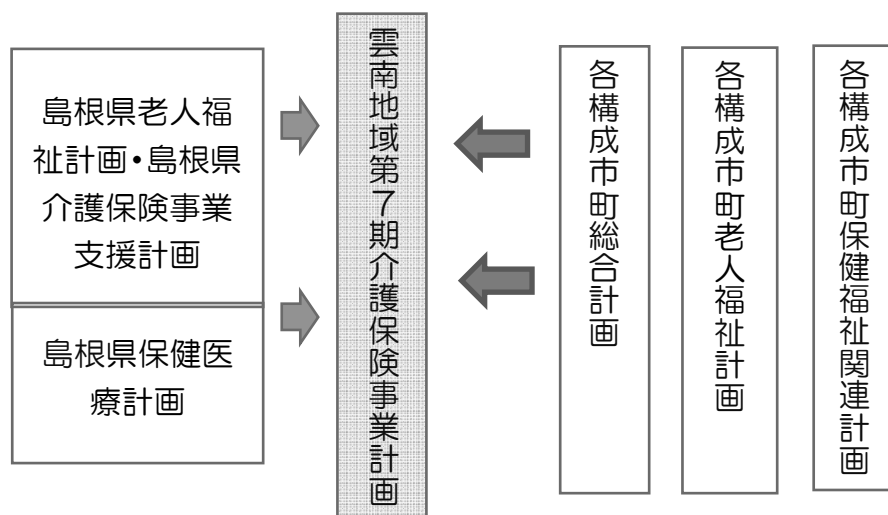 島根県老人福
祉計画・島根県
介護保険事業
支援計画
島根県保健医
療計画
雲南地域第７期介護保険事業計画
各構成市町総合計画
各構成市町老人福祉計画
各構成市町保健福祉関連計画